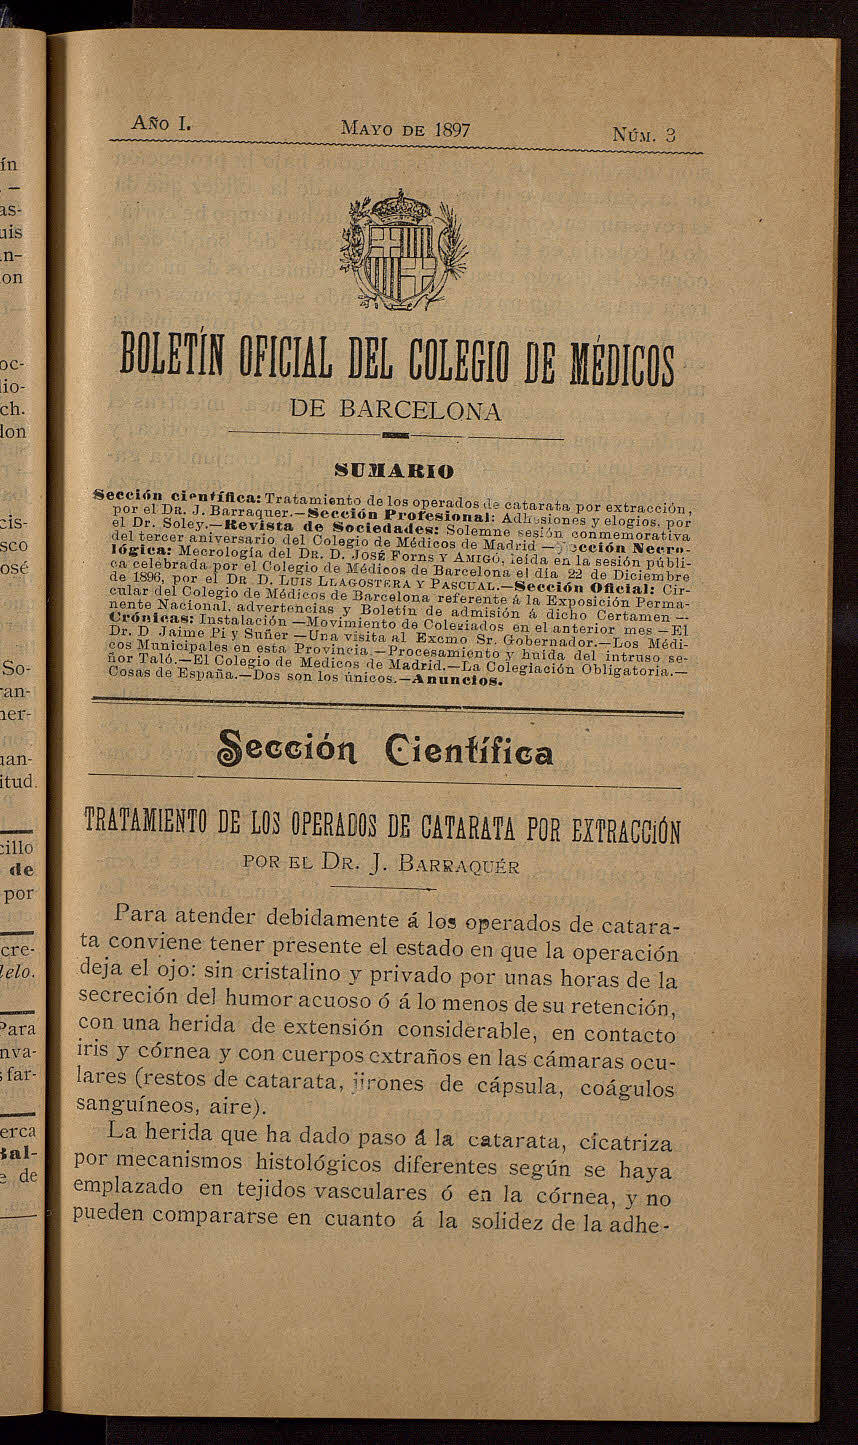 Año I.
Mayo de 1897
Núm. 3
BOLETÍN OFICIAL DEL COLEGIO DE MÉDICOS
DE BARCELONA
SUMARIO
Sección científica: Tratamiento de los operados de catarata por extracción,
por el Dr. J. Barraquer.—Sección Profesional: Adhesiones y elogios, por
el Dr. Soley.—Revista de Sociedades: Solemne sesión conmemorativa
del tercer aniversario del Colegio de Médicos de Madrid —Sección Necro-
lógica: Mecrología del Dr. D. José Forns y Amigó, leída en la sesión públi-
ca celebrada por el Colegio de Médicos de Barcelona el día 22 de Diciembre
de 1896, por el Dr D. Luis Llagostera y Pascual.—Sección Oficial: Cir-
cular del Colegio de Médicos de Barcelona referente á la Exposición Perma-
nente Nacional, advertencias y Boletín de admisión á dicho Certamen —
Crónicas: Instalación —Movimiento de Colegiados en el anterior mes —El
Dr. D Jaime Pi y Suñer —Una visita al Excmo Sr. Gobernador.—Los Médi-
cos Municipales en esta Provincia.—Procesamiento y huída del intruso se-
ñor Taló.—El Colegio de Medicos de Madrid.—La Colegiación Obligatoria.—
Cosas de España.—Dos son los únicos.—Anuncios.
Sección Científica
TRATAMIENTO DE LOS OPERADOS DE CATARATA POR EXTRACCIÓN
POR EL DR. J. BARRAQUÉR
Para atender debidamente á los operados de catara-
ta conviene tener presente el estado en que la operación
deja el ojo: sin cristalino y privado por unas horas de la
secreción del humor acuoso ó á lo menos de su retención,
con una herida de extensión considerable, en contacto
iris y córnea y con cuerpos extraños en las cámaras ocu-
lares (restos de catarata, jirones de cápsula, coágulos
sanguíneos, aire).
La herida que ha dado paso á la catarata, cicatriza
por mecanismos histológicos diferentes según se haya
emplazado en tejidos vasculares ó en la córnea, y no
pueden compararse en cuanto á la solidez de la adhe-